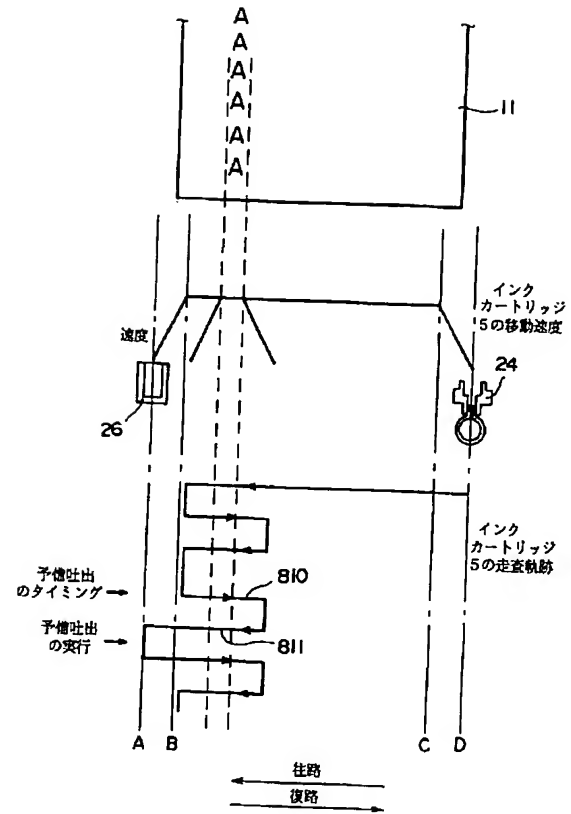 A
A
A
A
A
A
11
インク
カートリッジ
5の移動速度
速度
24
26
インク
カートリッジ
5の走査軌跡
予備吐出
のタイミング
810
予備吐出
の実行
811
A
B
C
D
往路
復路